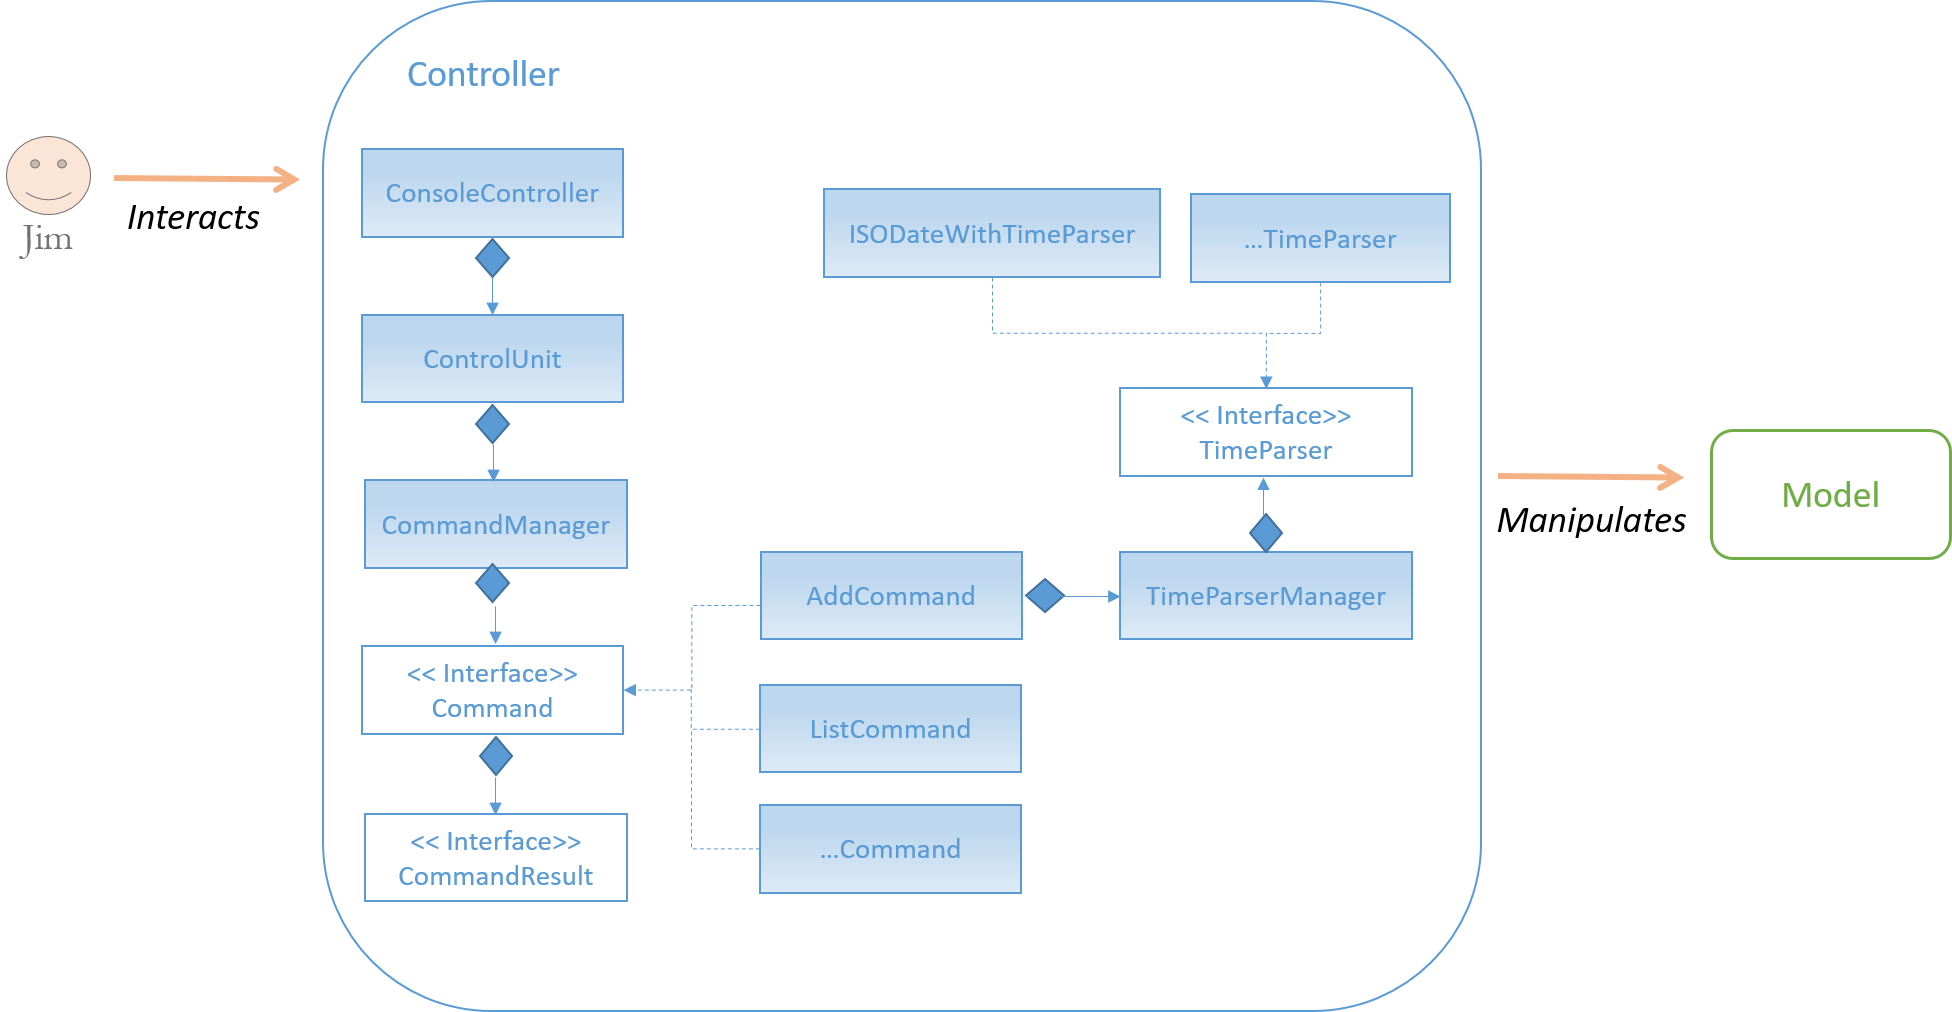 Controller
Jim
Interacts
ConsoleController
ControlUnit
CommandManager
<< Interface>>
Command
<< Interface>>
CommandResult
ISODateWithTimeParser
...TimeParser
<< Interface>>
TimeParser
AddCommand
TimeParserManager
ListCommand
...Command
Manipulates
Model